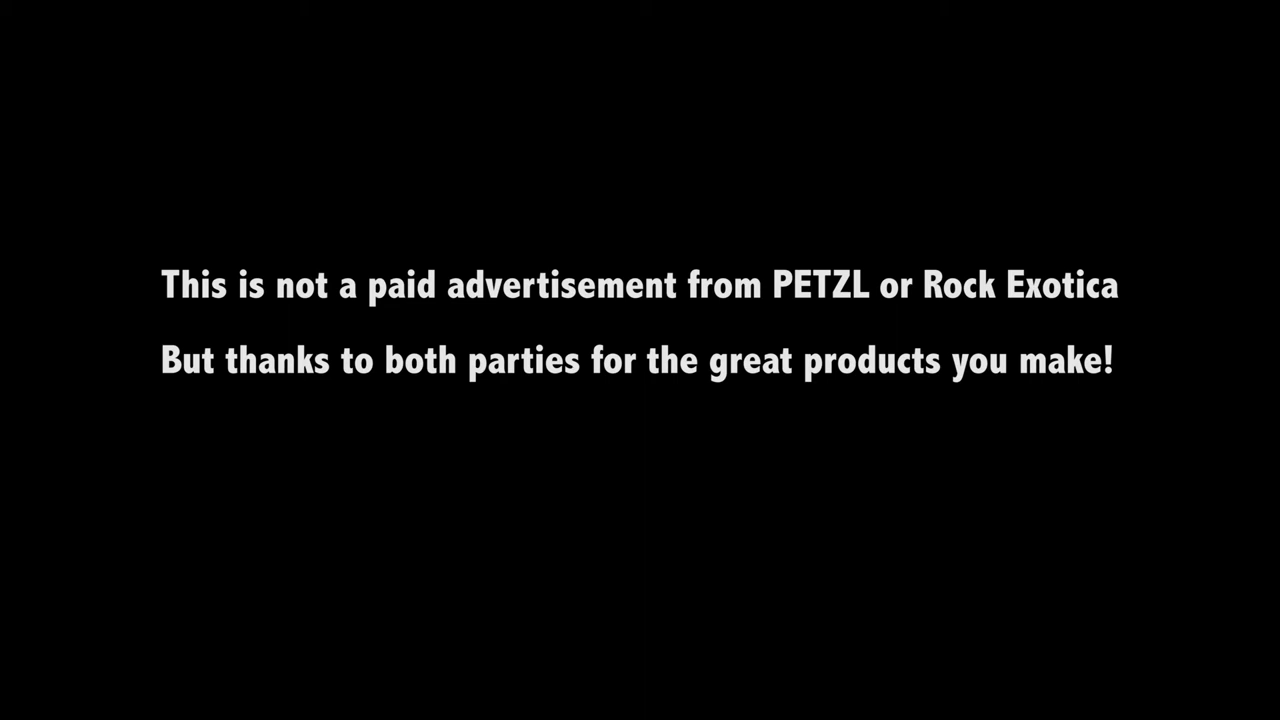 This is not a paid advertisement from PETZL or Rock Exotica
But thanks to both parties for the great products you make!